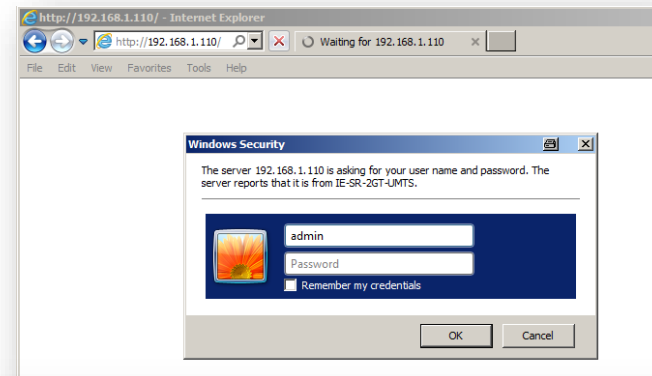 http://192.168.1.110/ - Internet Explorer
http://192.168.1.110/
Waiting for 192.168.1.110
File Edit View Favorites Tools Help
Windows Security
The server 192.168.1.110 is asking for your user name and password. The
server reports that it is from IE-SR-2GT-UMTS.
admin
Password
Remember my credentials
OK Cancel